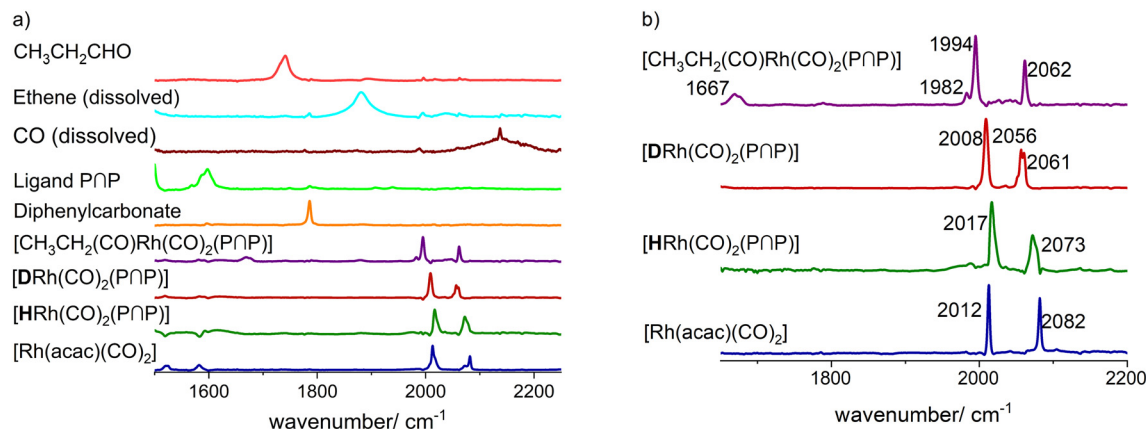 a)
CH₃CH₂CHO
Ethene (dissolved)
CO (dissolved)
Ligand P∩P
Diphenylcarbonate
[CH₃CH₂(CO)Rh(CO)₂(P∩P)]
[DRh(CO)₂(P∩P)]
[HRh(CO)₂(P∩P)]
[Rh(acac)(CO)₂]
1600 1800 2000 2200
wavenumber/ cm⁻¹
b)
[CH₃CH₂(CO)Rh(CO)₂(P∩P)]
1994
2062
1667
1982
[DRh(CO)₂(P∩P)]
2008
2056
2061
[HRh(CO)₂(P∩P)]
2017
2073
[Rh(acac)(CO)₂]
2012
2082
1800 2000 2200
wavenumber/ cm⁻¹